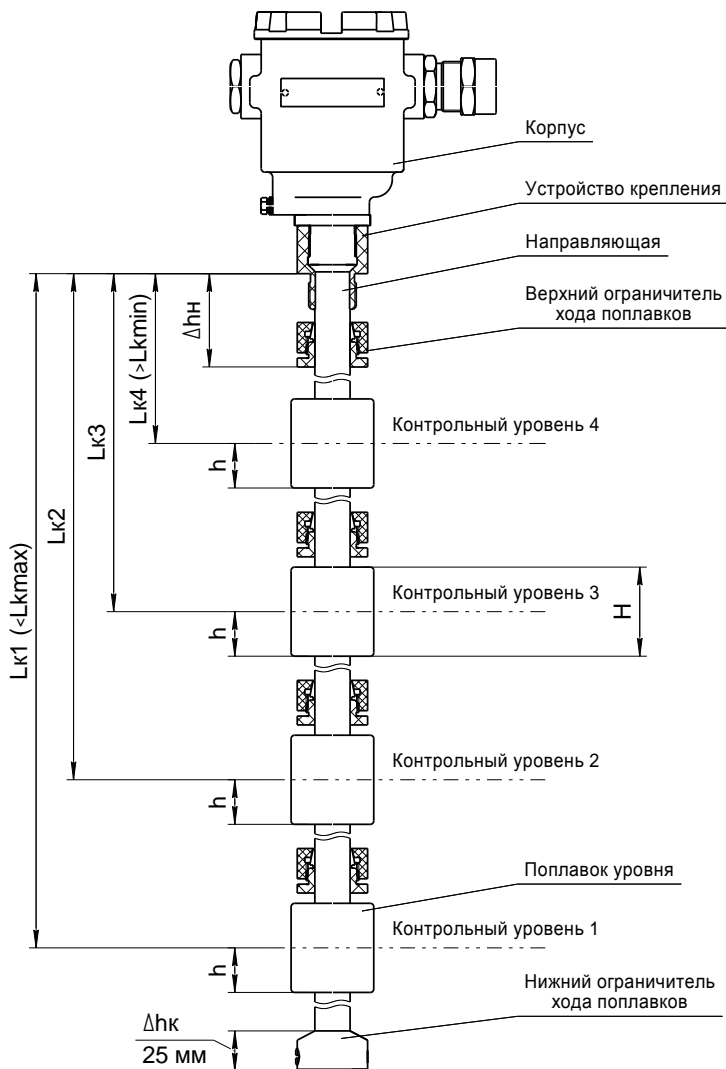 Корпус
Устройство крепления
Направляющая
Верхний ограничитель
хода поплавков
Δhн
Lк4 (>Lkmin)
Lк3
Lк2
Lк1 (<Lkmax)
Контрольный уровень 4
h
Контрольный уровень 3
h
H
Контрольный уровень 2
h
Поплавок уровня
Контрольный уровень 1
h
Нижний ограничитель
хода поплавков
Δhк
25 мм